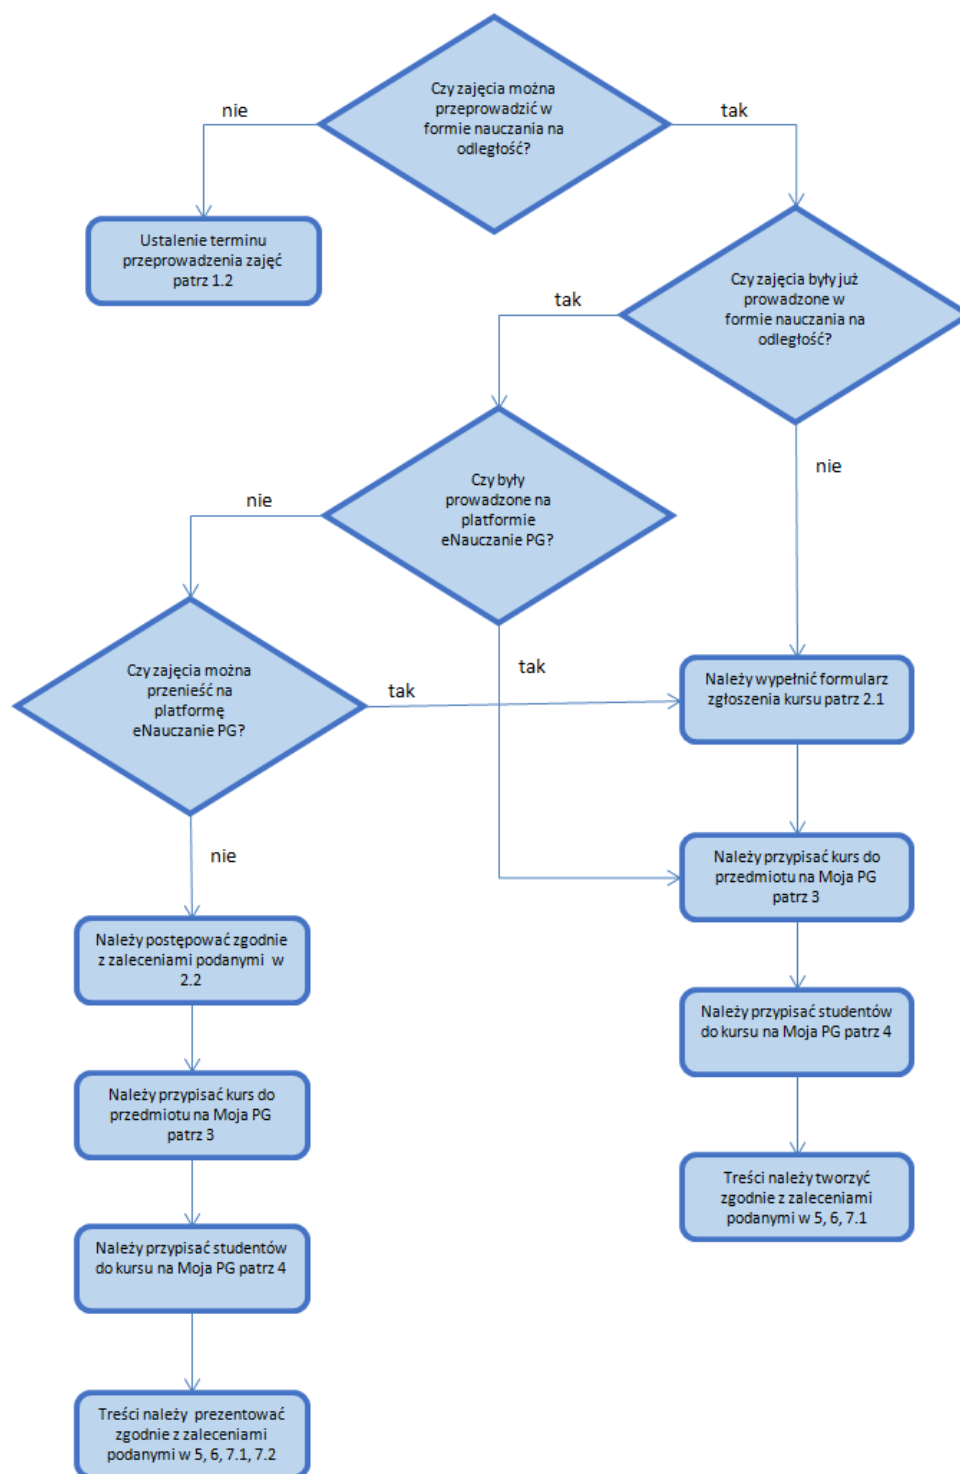 Czy zajęcia można
przeprowadzić w
formie nauczania na
odległość?
nie
tak
Ustalenie terminu
przeprowadzenia zajęć
patrz 1.2
Czy zajęcia były już
prowadzone w
formie nauczania na
odległość?
tak
nie
Czy były
prowadzone na
platformie
eNauczanie PG?
nie
tak
Czy zajęcia można
przenieść na
platformę
eNauczanie PG?
tak
nie
Należy wypełnić formularz
zgłoszenia kursu patrz 2.1
Należy przypisać kurs do
przedmiotu na Moja PG
patrz 3
Należy przypisać studentów
do kursu na Moja PG patrz 4
Treści należy tworzyć
zgodnie z zaleceniami
podanymi w 5, 6, 7.1
Należy postępować zgodnie
z zaleceniami podanymi w
2.2
Należy przypisać kurs do
przedmiotu na Moja PG
patrz 3
Należy przypisać studentów
do kursu na Moja PG patrz 4
Treści należy prezentować
zgodnie z zaleceniami
podanymi w 5, 6, 7.1, 7.2